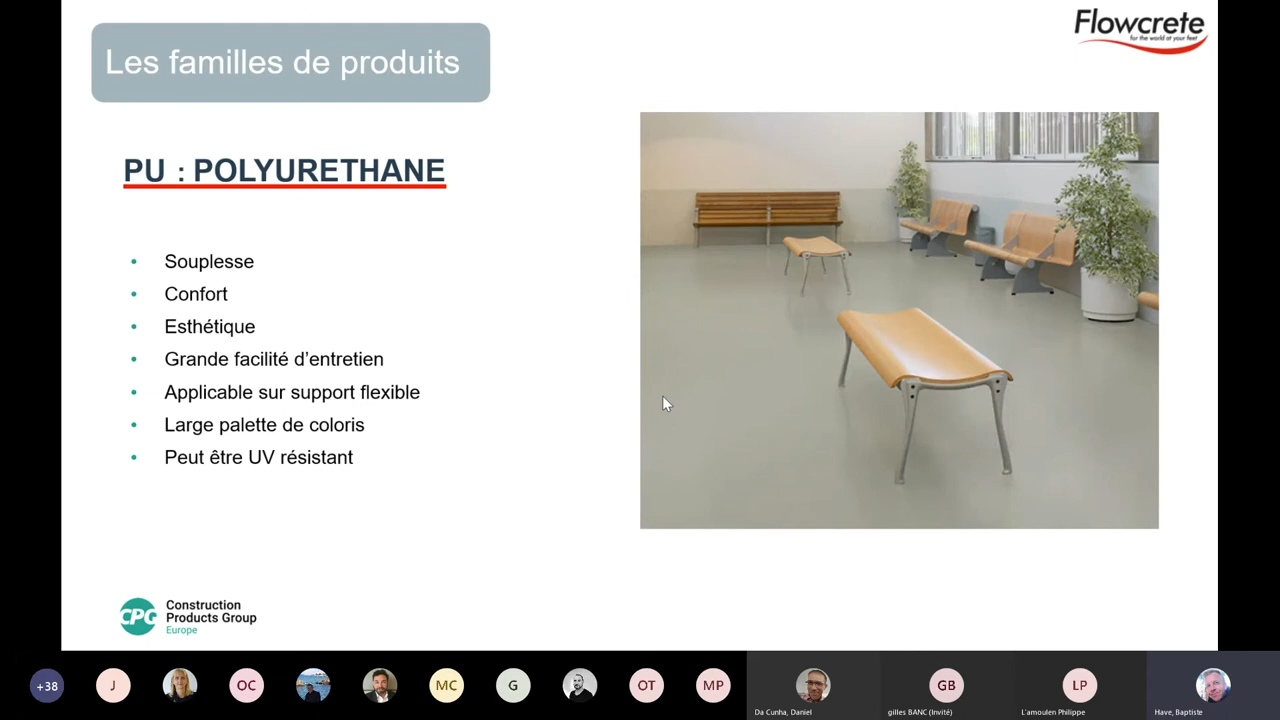 Les familles de produits
Flowcrete
for the world at your feet
PU : POLYURETHANE
• Souplesse
• Confort
• Esthétique
• Grande facilité d’entretien
• Applicable sur support flexible
• Large palette de coloris
• Peut être UV résistant
CPG
Construction
Products Group
Europe
+38
J
OC
MC
G
OT
MP
GB
LP
Da Cunha, Daniel
gilles BANC (Invité)
L'amoulen Philippe
Have, Baptiste